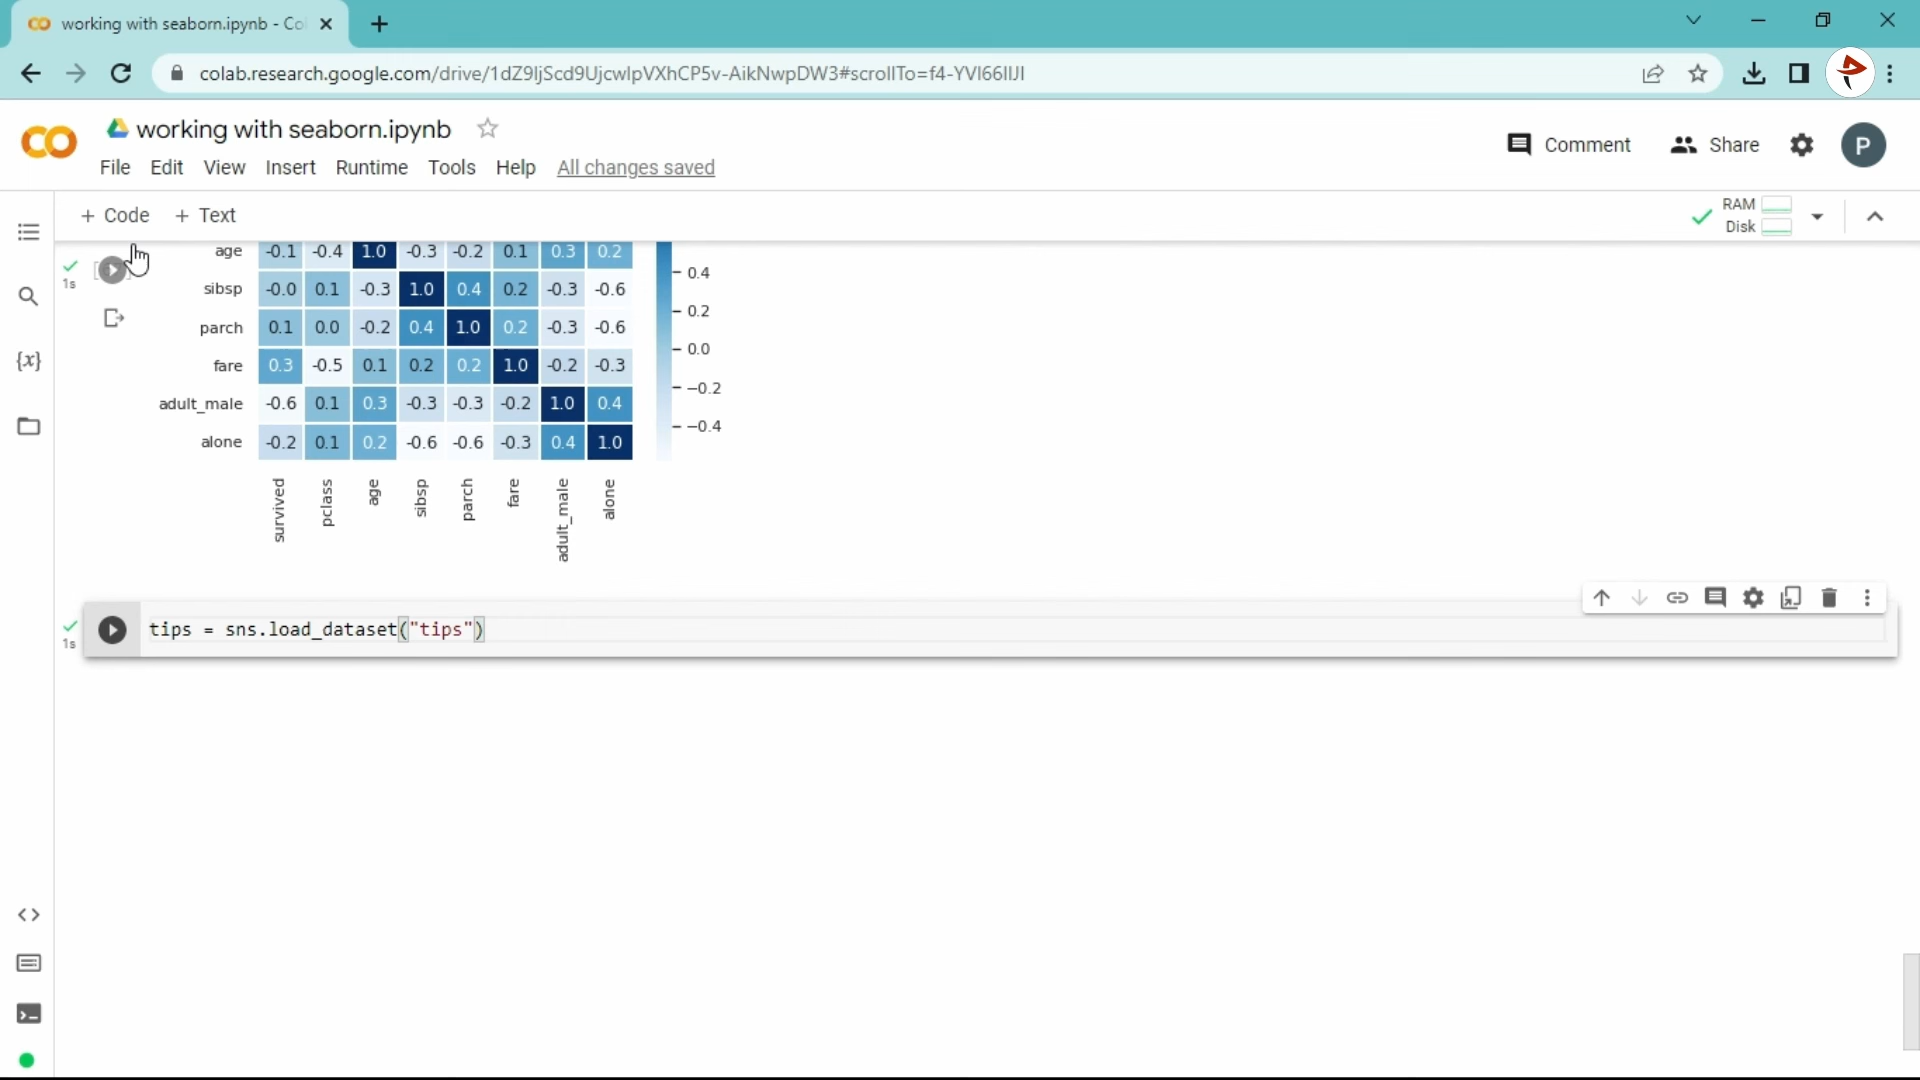 working with seaborn.ipynb - Co
colab.research.google.com/drive/1dZ9IjScd9UjcwIpVXhCP5v-AikNwpDW3#scrollTo=f4-YVI66IIJI
working with seaborn.ipynb
File Edit View Insert Runtime Tools Help All changes saved
Comment Share P
+ Code + Text
RAM
Disk
age -0.1 -0.4 1.0 -0.3 -0.2 0.1 0.3 0.2
sibsp -0.0 0.1 -0.3 1.0 0.4 0.2 -0.3 -0.6
parch 0.1 0.0 -0.2 0.4 1.0 0.2 -0.3 -0.6
fare 0.3 -0.5 0.1 0.2 0.2 1.0 -0.2 -0.3
adult_male -0.6 0.1 0.3 -0.3 -0.3 -0.2 1.0 0.4
alone -0.2 0.1 0.2 -0.6 -0.6 -0.3 0.4 1.0
0.4
0.2
0.0
−0.2
−0.4
1s
{x}
survived pclass age sibsp parch fare adult_male alone
1s
tips = sns.load_dataset("tips")